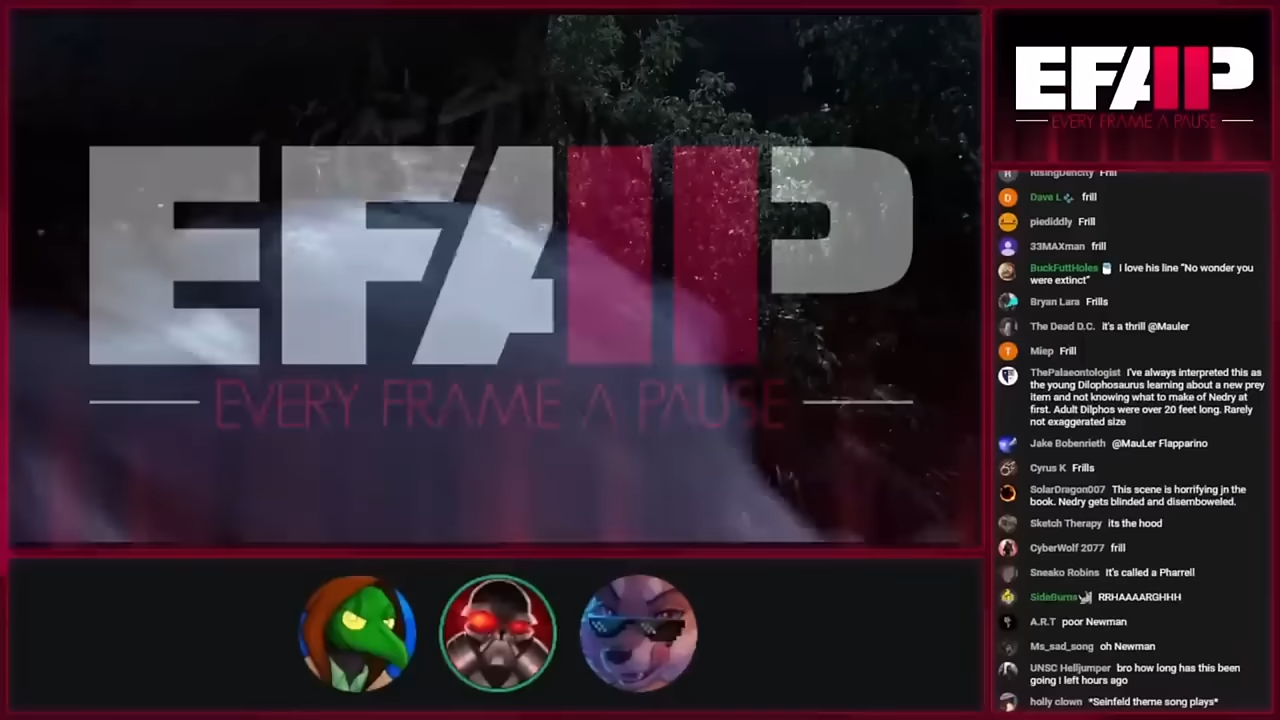 EFAP
EVERY FRAME A PAUSE
EFAP
EVERY FRAME A PAUSE
R RisingDencity Frill
D Dave L frill
piediddly Frill
33MAXman frill
BuckFuttHoles I love his line “No wonder you
were extinct”
Bryan Lara Frills
The Dead D.C. it's a thrill @Mauler
T Miep Frill
ThePalaeontologist I've always interpreted this as
the young Dilophosaurus learning about a new prey
item and not knowing what to make of Nedry at
first. Adult Dilphos were over 20 feet long. Rarely
not exaggerated size
Jake Bobenrieth @MauLer Flapparino
Cyrus K Frills
SolarDragon007 This scene is horrifying jn the
book. Nedry gets blinded and disemboweled.
Sketch Therapy its the hood
CyberWolf 2077 frill
Sneako Robins It's called a Pharrell
SideBurns RRHAAAARGHHH
A.R.T poor Newman
Ms_sad_song oh Newman
UNSC Helljumper bro how long has this been
going I left hours ago
holly clown *Seinfeld theme song plays*